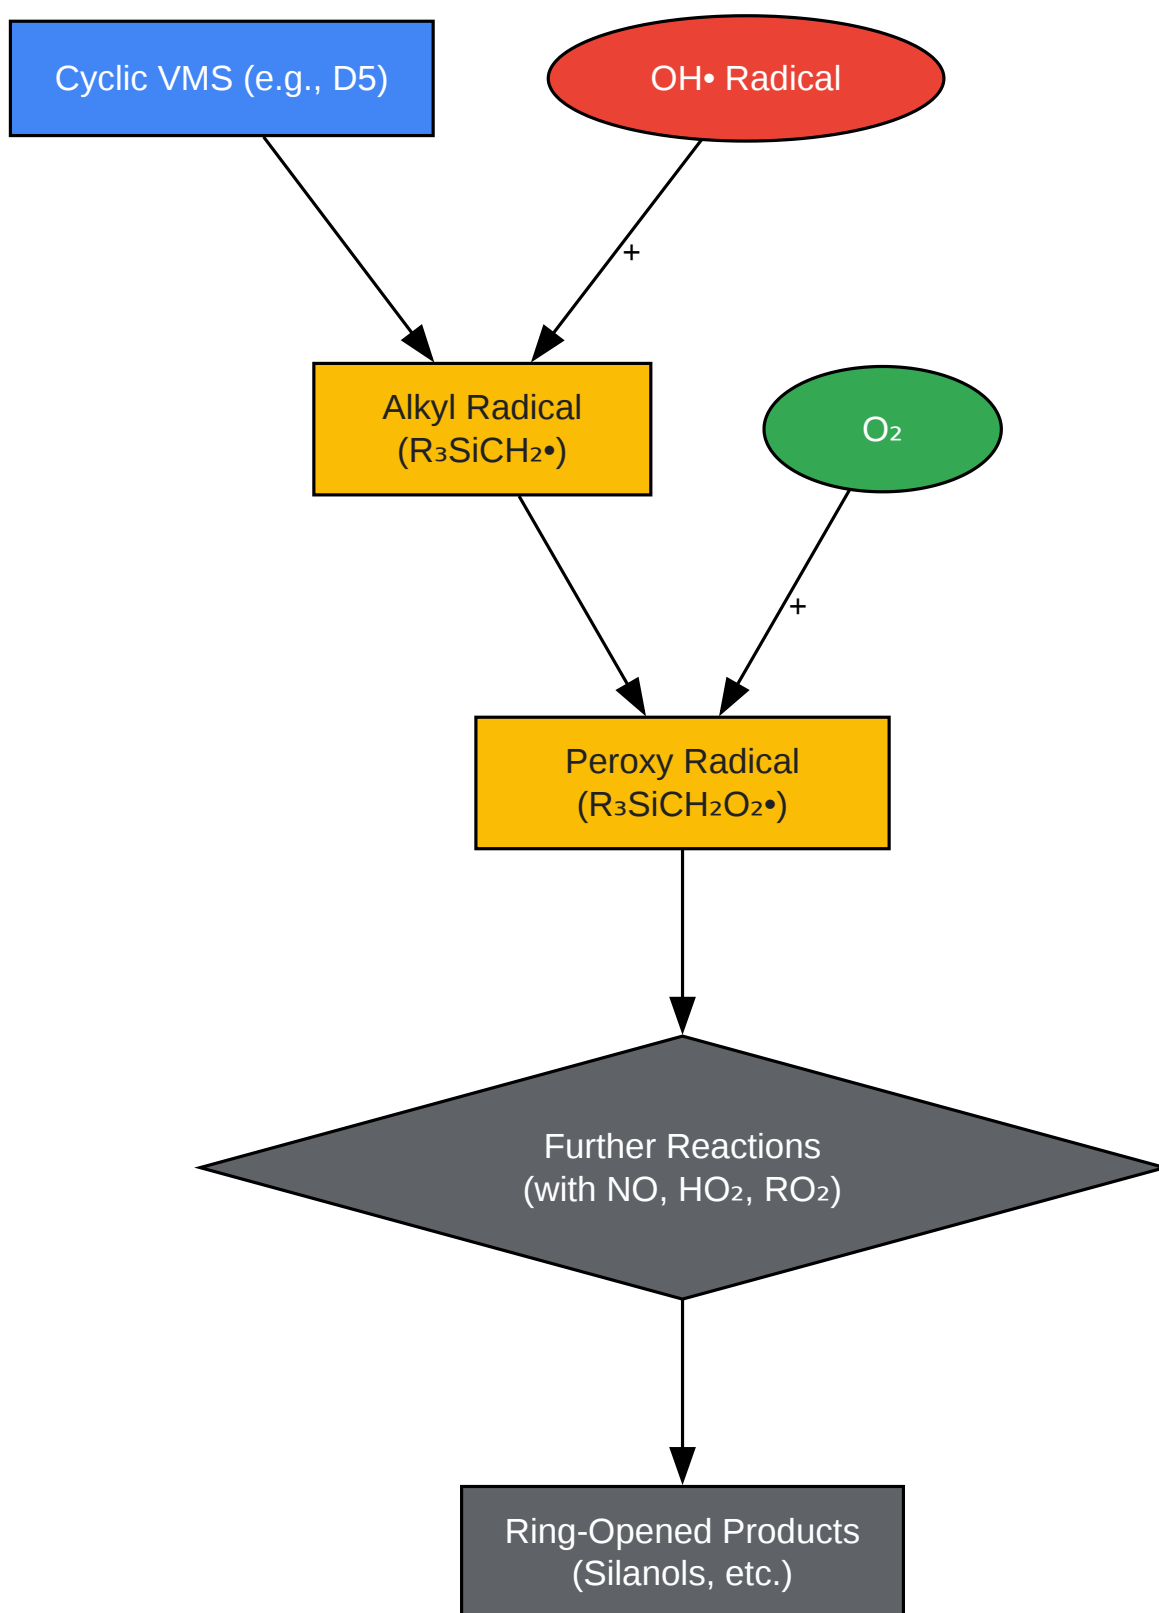 Cyclic VMS (e.g., D5)
OH• Radical
+
Alkyl Radical
(R₃SiCH₂•)
O₂
+
Peroxy Radical
(R₃SiCH₂O₂•)
Further Reactions
(with NO, HO₂, RO₂)
Ring-Opened Products
(Silanols, etc.)